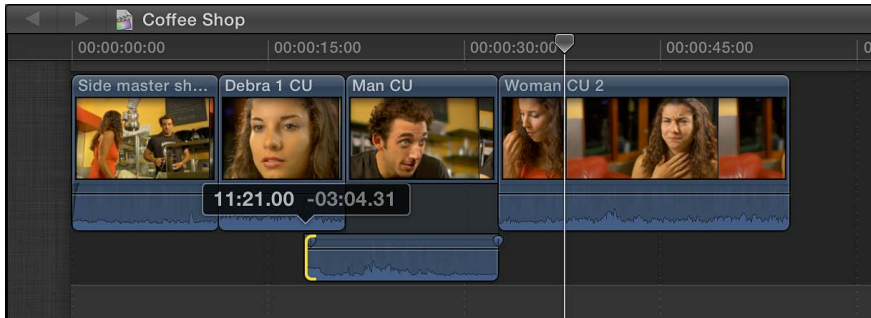 Coffee Shop
00:00:00:00 00:00:15:00 00:00:30:00 00:00:45:00 0
Side master sh... Debra 1 CU Man CU Woman CU 2
11:21.00 -03:04.31